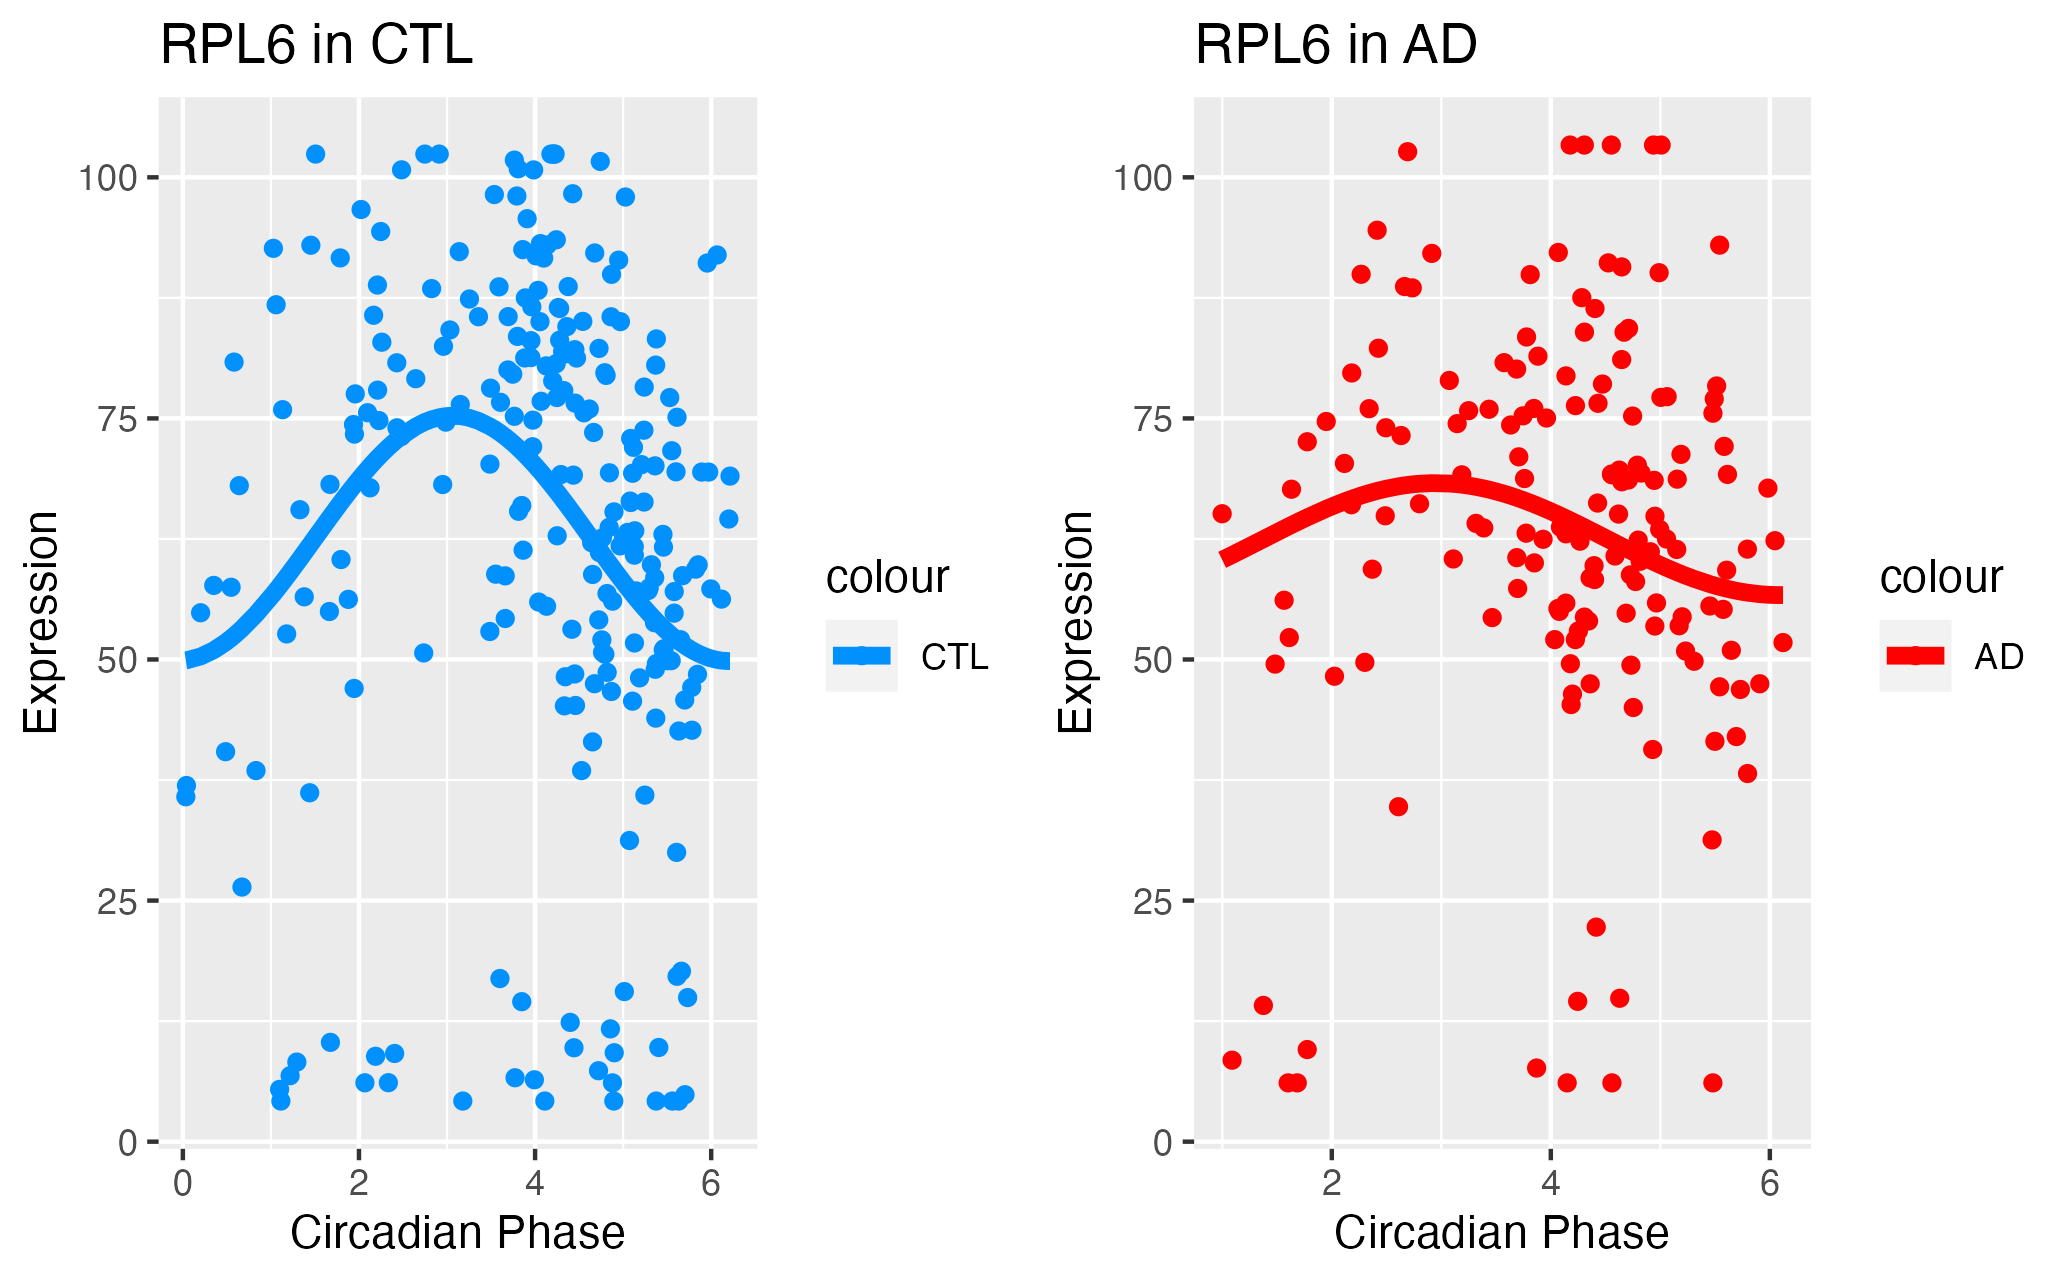 RPL6 in CTL
Expression
100
75
50
25
0
0 2 4 6
Circadian Phase
colour
CTL
RPL6 in AD
Expression
100
75
50
25
0
2 4 6
Circadian Phase
colour
AD